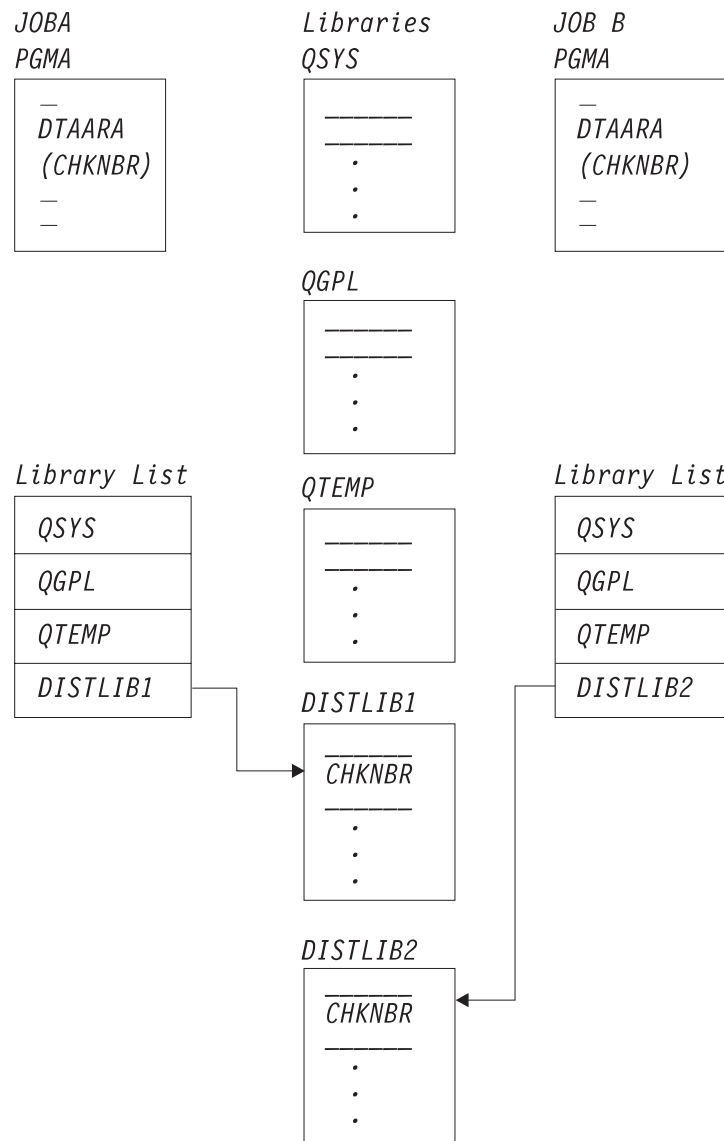 JOBA
PGMA
DTAARA
(CHKNBR)
Library List
QSYS
QGPL
QTEMP
DISTLIB1
Libraries
QSYS
QGPL
QTEMP
DISTLIB1
CHKNBR
DISTLIB2
CHKNBR
JOB B
PGMA
DTAARA
(CHKNBR)
Library List
QSYS
QGPL
QTEMP
DISTLIB2